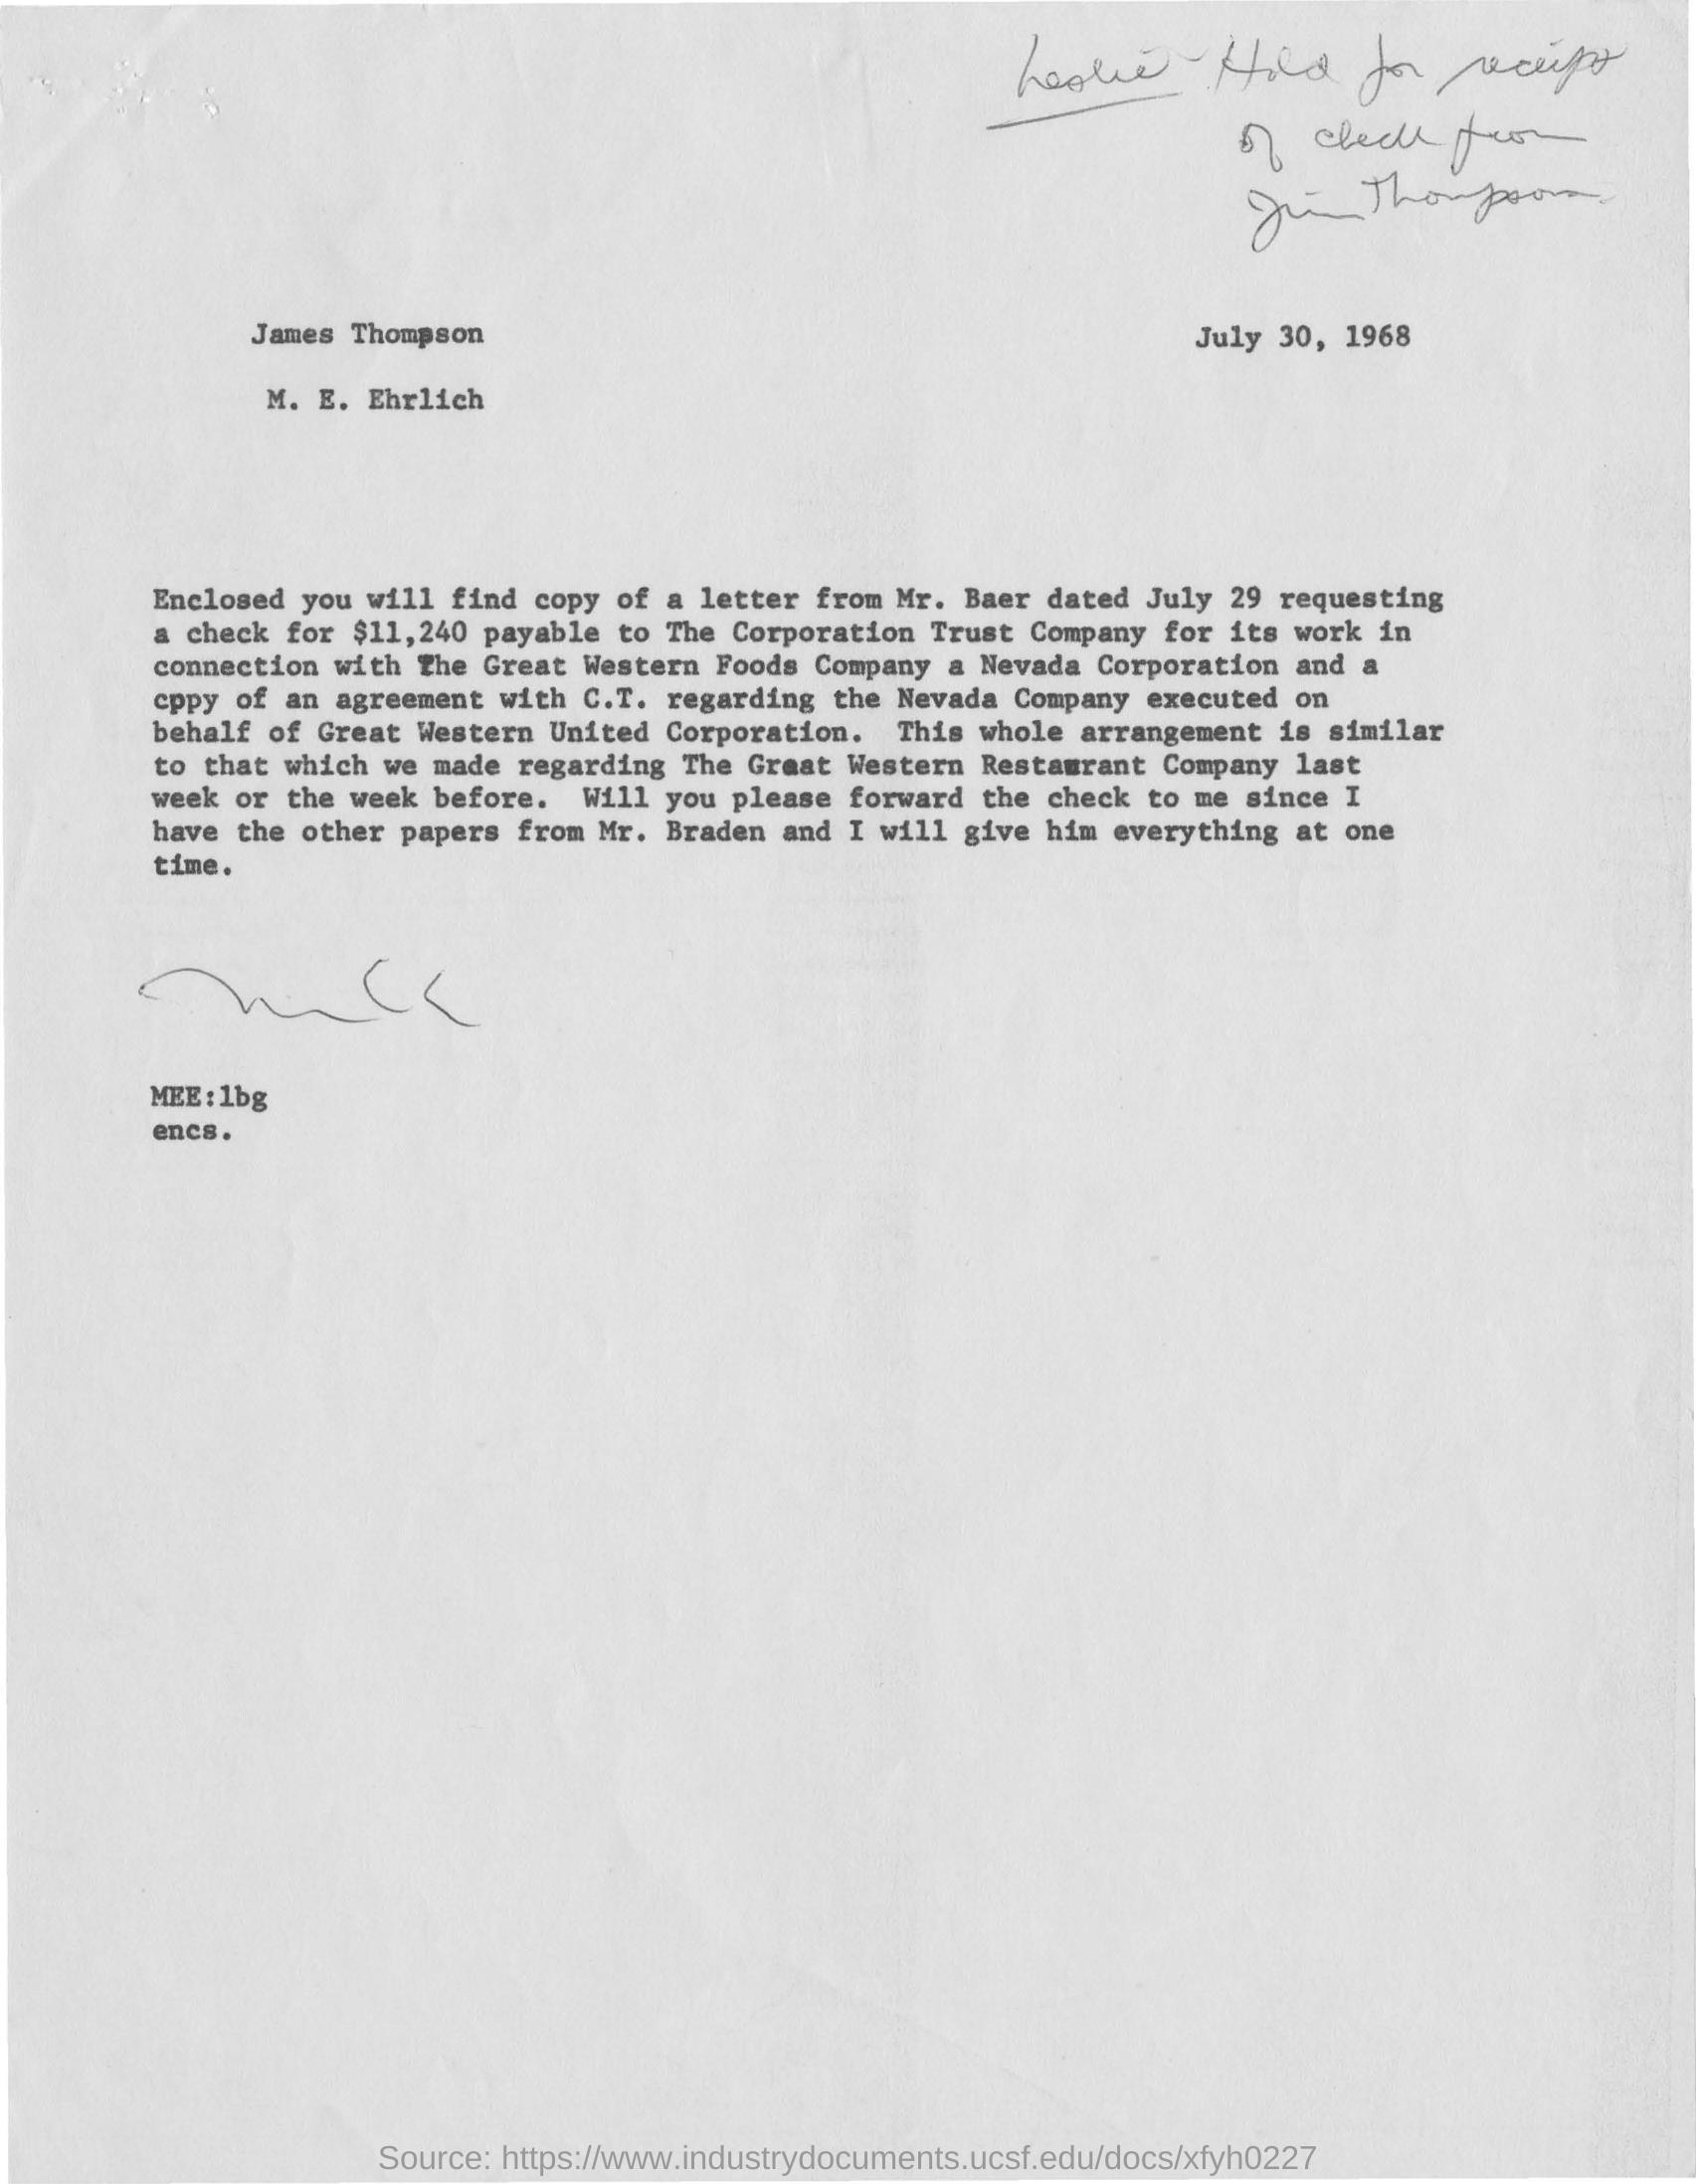 Leslie - Hold for receipt
of check from
Jim Thompson.
James Thompson
July 30, 1968
M. E. Ehrlich
Enclosed you will find copy of a letter from Mr. Baer dated July 29 requesting
a check for $11,240 payable to The Corporation Trust Company for its work in
connection with The Great Western Foods Company a Nevada Corporation and a
cppy of an agreement with C.T. regarding the Nevada Company executed on
behalf of Great Western United Corporation. This whole arrangement is similar
to that which we made regarding The Great Western Restaurant Company last
week or the week before. Will you please forward the check to me since I
have the other papers from Mr. Braden and I will give him everything at one
time.
MEE:lbg
encs.
Source: https://www.industrydocuments.ucsf.edu/docs/xfyh0227